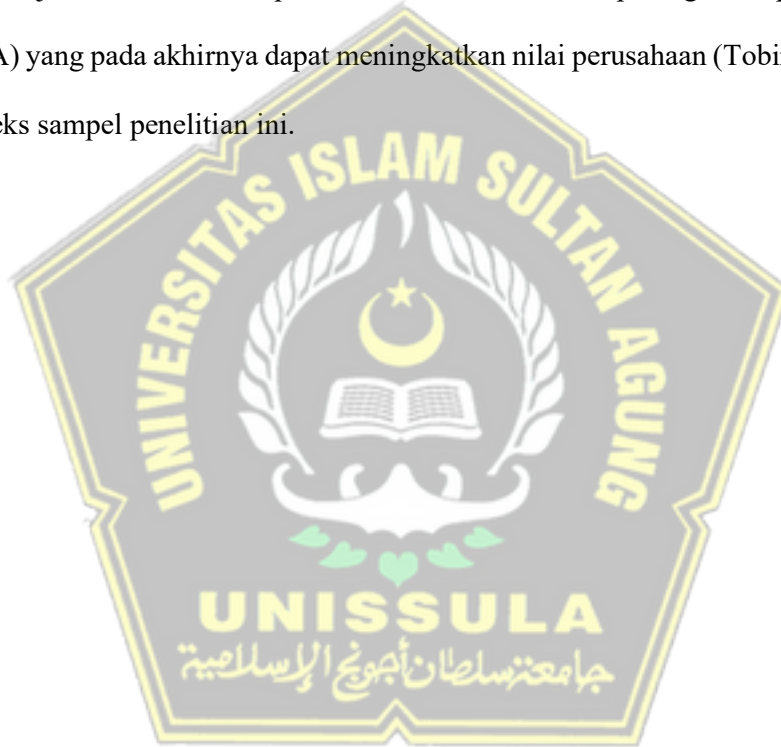 A) yang pada akhirnya dapat meningkatkan nilai perusahaan (Tobi
eks sampel penelitian ini.
UNIVERSITAS ISLAM SULTAN AGUNG
UNISSULA
جامعة سلطان أجونج الإسلامية